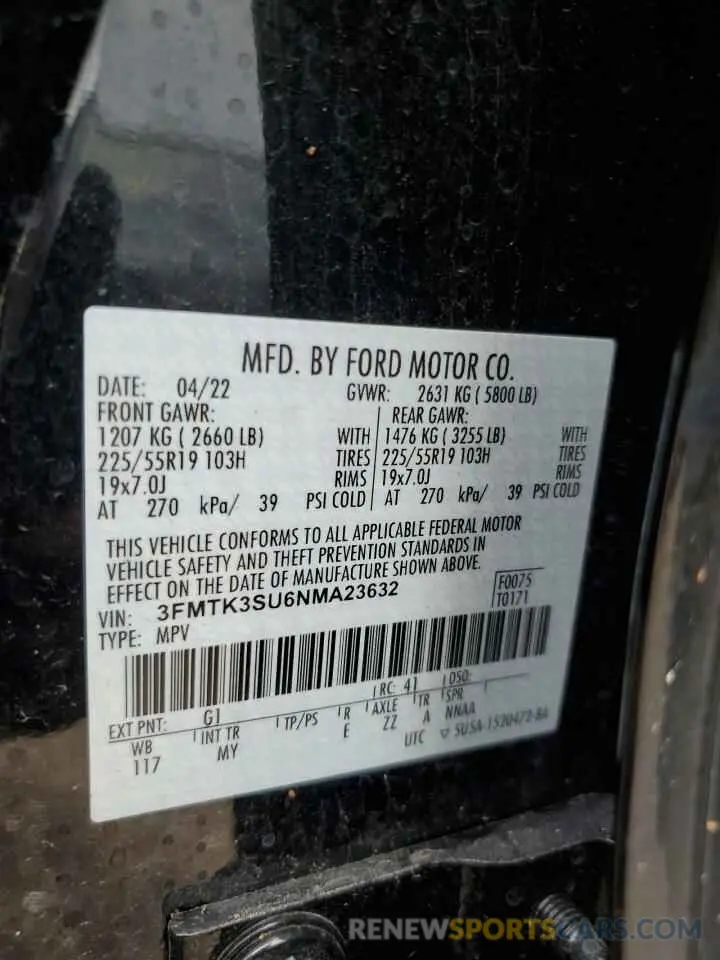 MFD. BY FORD MOTOR CO.
DATE: 04/22 GVWR: 2631 KG ( 5800 LB)
FRONT GAWR: REAR GAWR:
1207 KG ( 2660 LB) WITH 1476 KG ( 3255 LB) WITH
225/55R19 103H TIRES 225/55R19 103H TIRES
19x7.0J RIMS 19x7.0J RIMS
AT 270 kPa/ 39 PSI COLD AT 270 kPa/ 39 PSI COLD
THIS VEHICLE CONFORMS TO ALL APPLICABLE FEDERAL MOTOR
VEHICLE SAFETY AND THEFT PREVENTION STANDARDS IN
EFFECT ON THE DATE OF MANUFACTURE SHOWN ABOVE.
F0075
VIN: 3FMTK3SU6NMA23632 T0171
TYPE: MPV
RC: 41 DSO:
EXT PNT: G1
INT TR TP/PS R AXLE TR SPR
WB MY E ZZ A NNAA
117 UTC
RENEWSPORTSCARS.COM